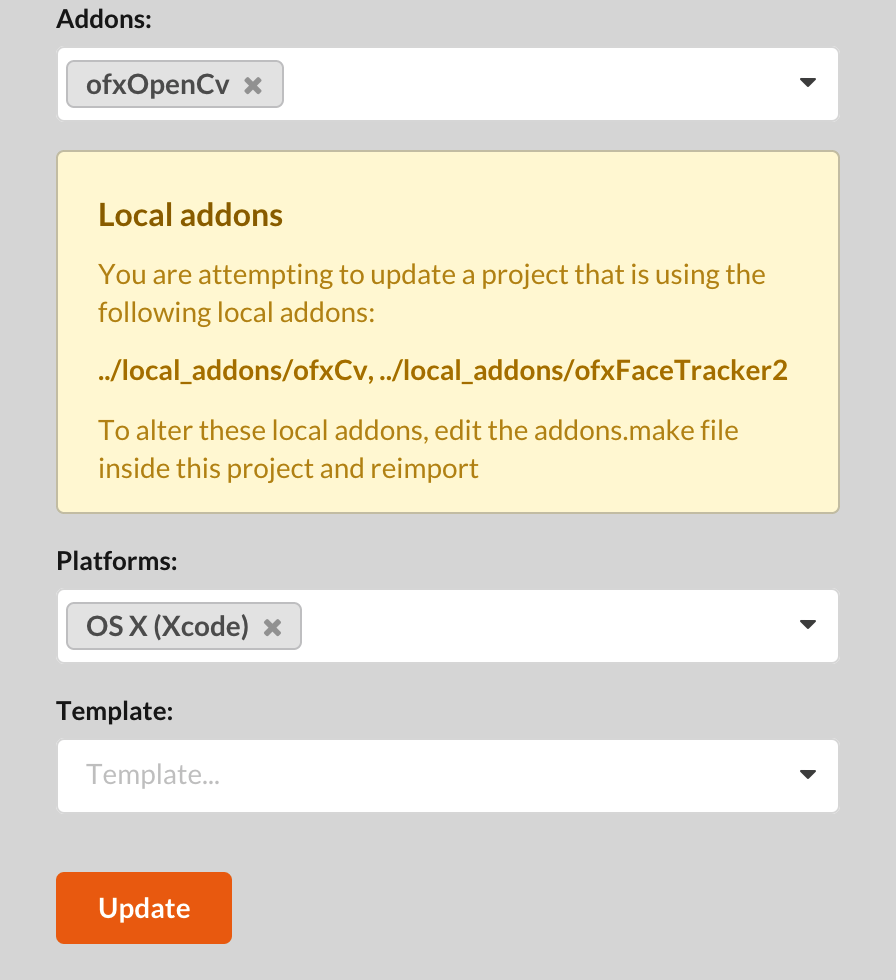 Addons:
ofxOpenCv
Local addons
You are attempting to update a project that is using the
following local addons:
../local_addons/ofxCv, ../local_addons/ofxFaceTracker2
To alter these local addons, edit the addons.make file
inside this project and reimport
Platforms:
OS X (Xcode)
Template:
Template...
Update